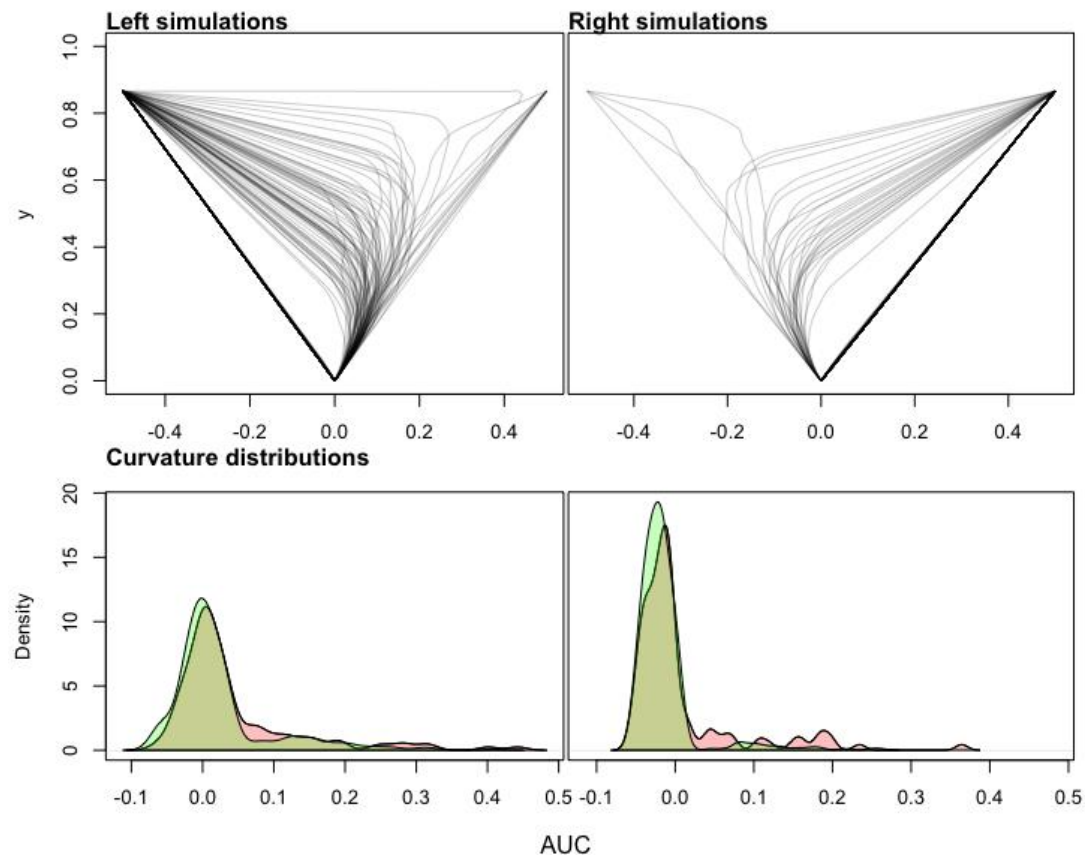 Left simulations
Right simulations
1.0
0.8
0.6
0.4
0.2
0.0
y
-0.4 -0.2 0.0 0.2 0.4
-0.4 -0.2 0.0 0.2 0.4
Curvature distributions
20
15
10
5
0
Density
-0.1 0.0 0.1 0.2 0.3 0.4 0.5
-0.1 0.0 0.1 0.2 0.3 0.4 0.5
AUC